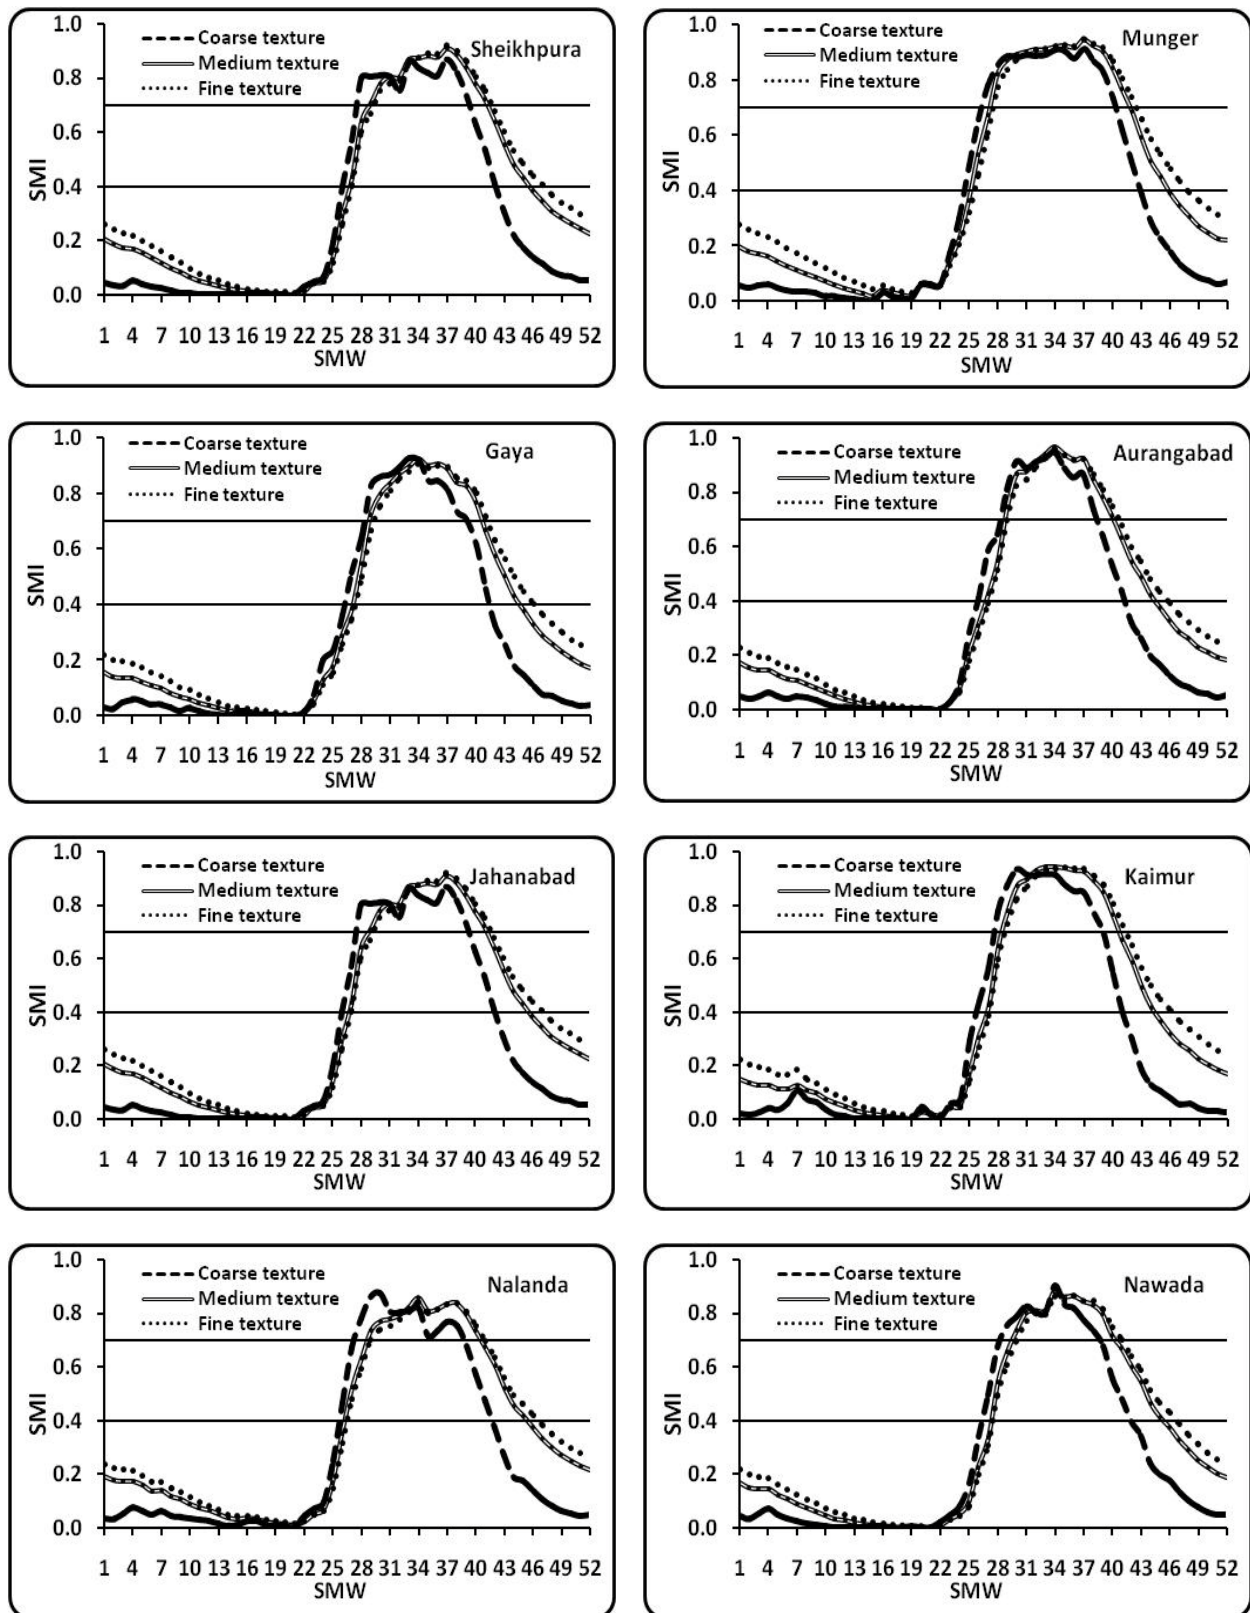 Sheikhpura
Coarse texture
Medium texture
Fine texture
SMI
1.0
0.8
0.6
0.4
0.2
0.0
1 4 7 10 13 16 19 22 25 28 31 34 37 40 43 46 49 52
SMW
Munger
Coarse texture
Medium texture
Fine texture
SMI
1.0
0.8
0.6
0.4
0.2
0.0
1 4 7 10 13 16 19 22 25 28 31 34 37 40 43 46 49 52
SMW
Gaya
Coarse texture
Medium texture
Fine texture
SMI
1.0
0.8
0.6
0.4
0.2
0.0
1 4 7 10 13 16 19 22 25 28 31 34 37 40 43 46 49 52
SMW
Aurangabad
Coarse texture
Medium texture
Fine texture
SMI
1.0
0.8
0.6
0.4
0.2
0.0
1 4 7 10 13 16 19 22 25 28 31 34 37 40 43 46 49 52
SMW
Jahanabad
Coarse texture
Medium texture
Fine texture
SMI
1.0
0.8
0.6
0.4
0.2
0.0
1 4 7 10 13 16 19 22 25 28 31 34 37 40 43 46 49 52
SMW
Kaimur
Coarse texture
Medium texture
Fine texture
SMI
1.0
0.8
0.6
0.4
0.2
0.0
1 4 7 10 13 16 19 22 25 28 31 34 37 40 43 46 49 52
SMW
Nalanda
Coarse texture
Medium texture
Fine texture
SMI
1.0
0.8
0.6
0.4
0.2
0.0
1 4 7 10 13 16 19 22 25 28 31 34 37 40 43 46 49 52
SMW
Nawada
Coarse texture
Medium texture
Fine texture
SMI
1.0
0.8
0.6
0.4
0.2
0.0
1 4 7 10 13 16 19 22 25 28 31 34 37 40 43 46 49 52
SMW